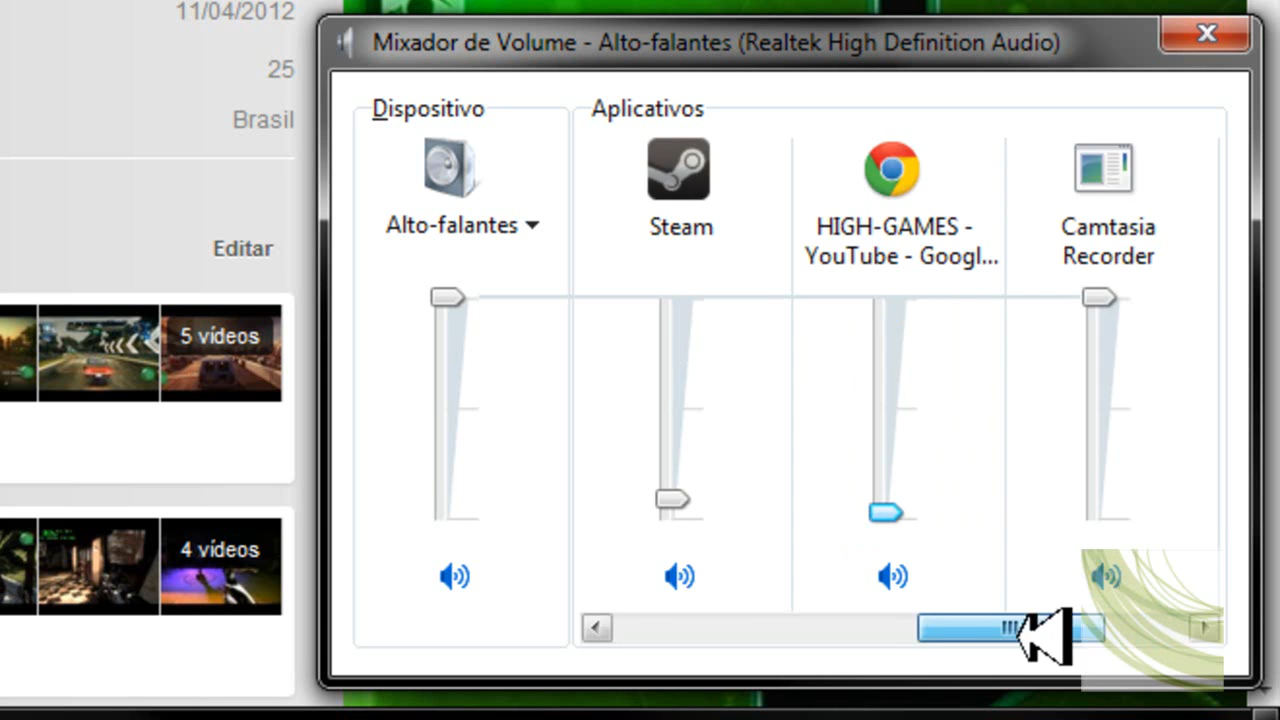 11/04/2012
25
Brasil
Editar
5 vídeos
4 vídeos
Mixador de Volume - Alto-falantes (Realtek High Definition Audio)
Dispositivo
Aplicativos
Alto-falantes
Steam
HIGH-GAMES -
YouTube - Googl...
Camtasia
Recorder